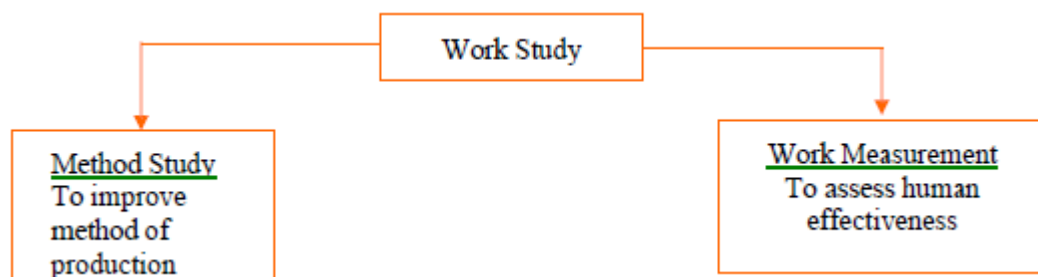 Work Study
Method Study
To improve
method of
production
Work Measurement
To assess human
effectiveness